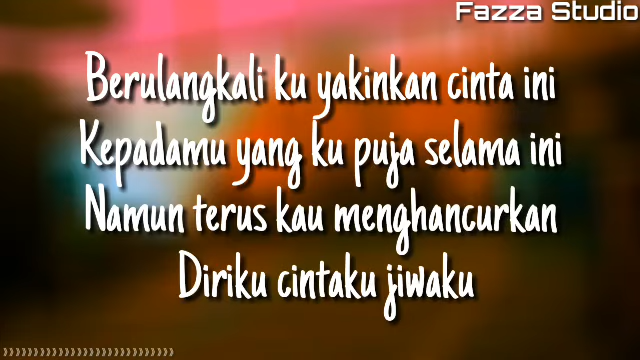 Fazza Studio
Berulangkali ku yakinkan cinta ini
Kepadamu yang ku puja selama ini
Namun terus kau menghancurkan
Diriku cintaku jiwaku